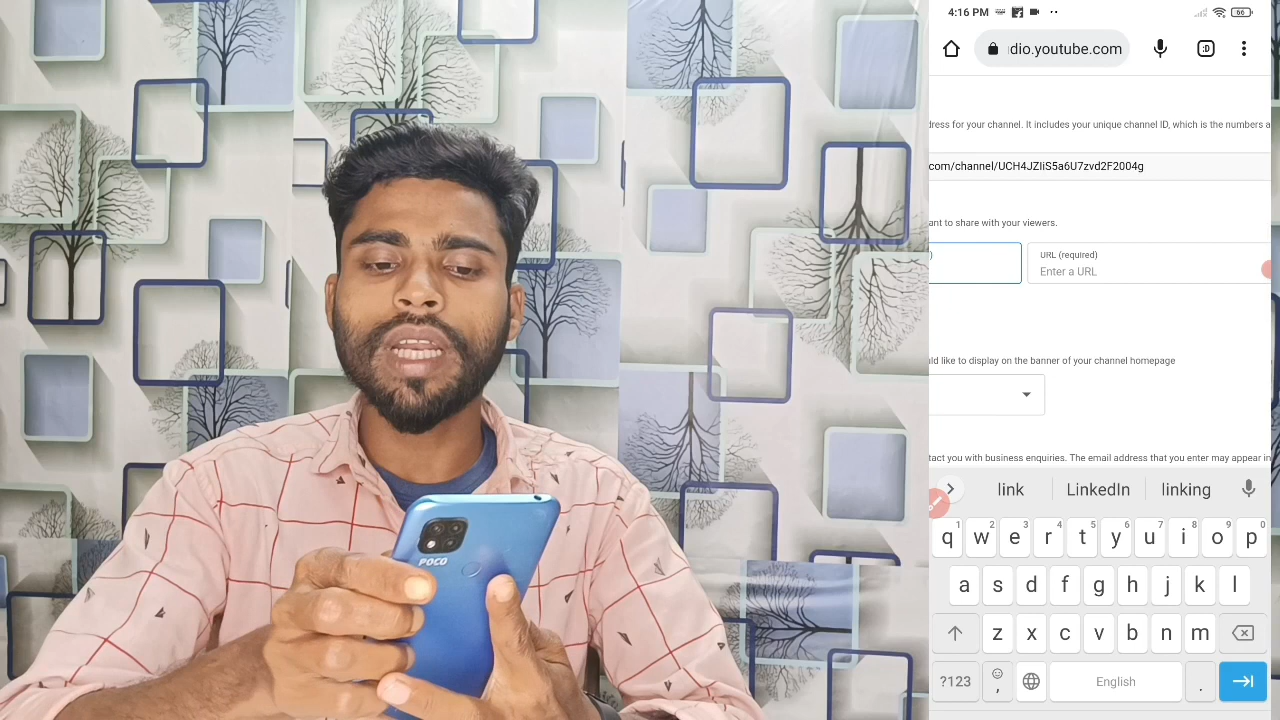 4:16 PM
66
dio.youtube.com
:D
dress for your channel. It includes your unique channel ID, which is the numbers a
com/channel/UCH4JZIiS5a6U7zvd2F2004g
ant to share with your viewers.
)
URL (required)
Enter a URL
ld like to display on the banner of your channel homepage
tact you with business enquiries. The email address that you enter may appear in
link LinkedIn linking
1 2 3 4 5 6 7 8 9 0
q w e r t y u i o p
a s d f g h j k l
z x c v b n m
?123 , English .
POCO